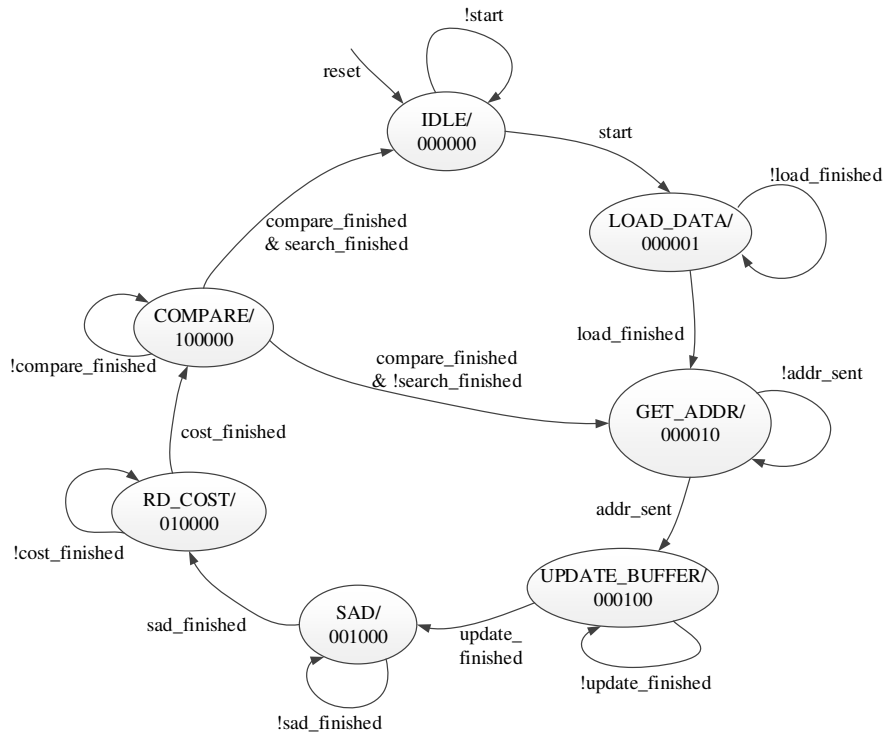 !start
reset
IDLE/
000000
start
!load_finished
LOAD_DATA/
000001
compare_finished
& search_finished
COMPARE/
100000
load_finished
!compare_finished
compare_finished
& !search_finished
!addr_sent
GET_ADDR/
000010
cost_finished
RD_COST/
010000
addr_sent
!cost_finished
UPDATE_BUFFER/
000100
SAD/
001000
sad_finished
update_
finished
!update_finished
!sad_finished